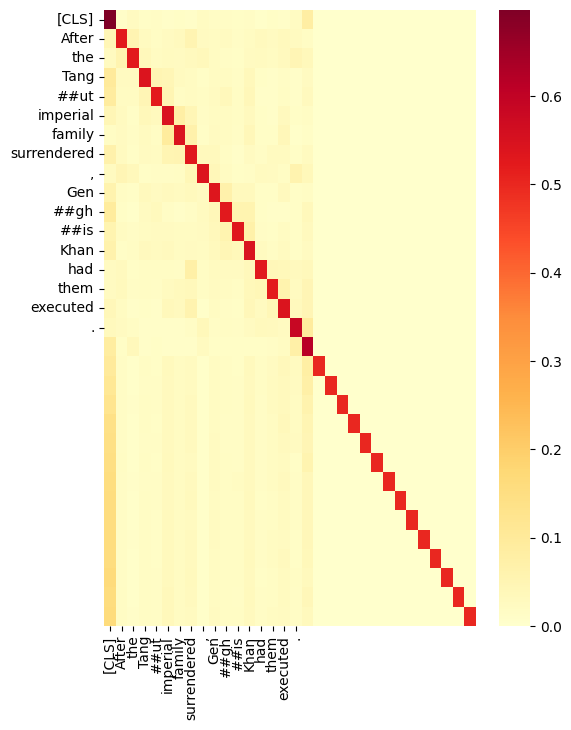 [CLS]
After
the
Tang
##ut
imperial
family
surrendered
,
Gen
##gh
##is
Khan
had
them
executed
.
0.6
0.5
0.4
0.3
0.2
0.1
0.0
[CLS]
After
the
Tang
##ut
imperial
family
surrendered
,
Gen
##gh
##is
Khan
had
them
executed
.